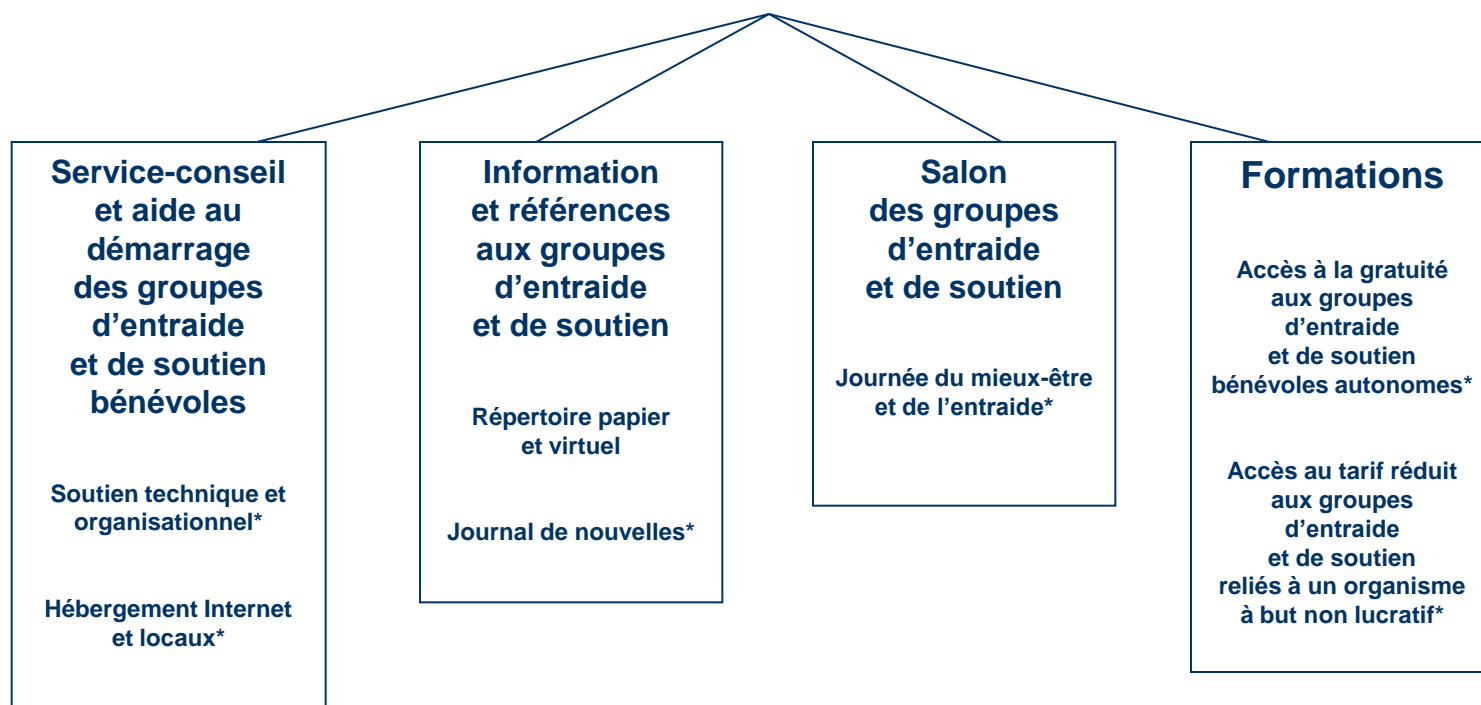 Service-conseil
et aide au
démarrage
des groupes
d’entraide
et de soutien
bénévoles
Soutien technique et
organisationnel*
Hébergement Internet
et locaux*
Information
et références
aux groupes
d’entraide
et de soutien
Répertoire papier
et virtuel
Journal de nouvelles*
Salon
des groupes
d’entraide
et de soutien
Journée du mieux-être
et de l’entraide*
Formations
Accès à la gratuité
aux groupes
d’entraide
et de soutien
bénévoles autonomes*
Accès au tarif réduit
aux groupes
d’entraide
et de soutien
reliés à un organisme
à but non lucratif*